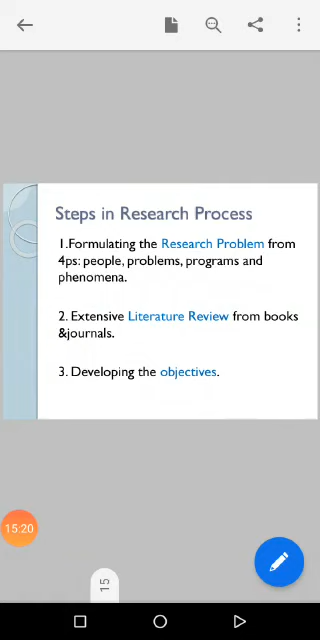 Steps in Research Process
1.Formulating the Research Problem from
4ps: people, problems, programs and
phenomena.
2. Extensive Literature Review from books
&journals.
3. Developing the objectives.
15:20
15